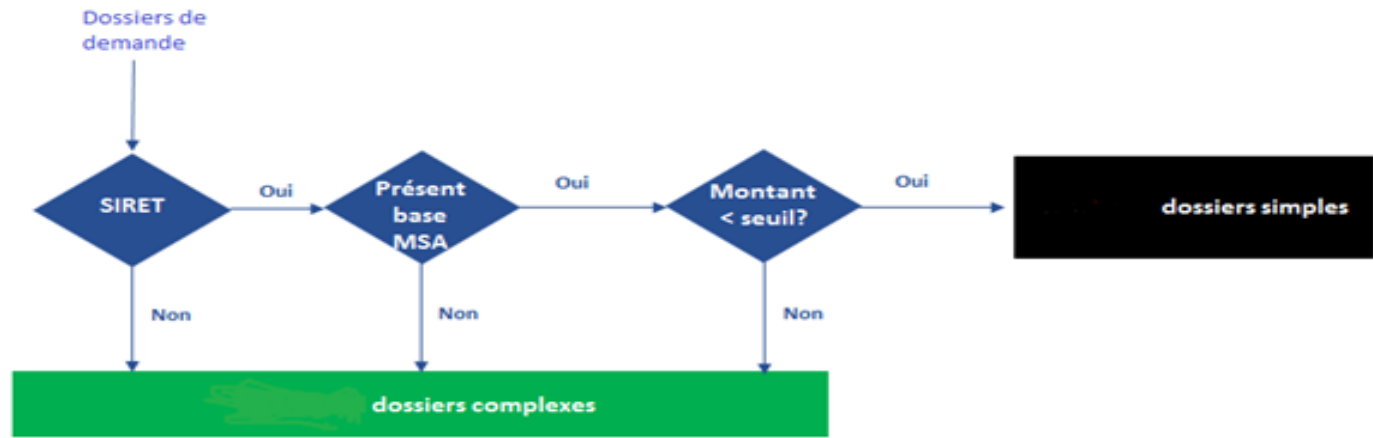 Dossiers de
demande
SIRET
Oui
Présent
base
MSA
Oui
Montant
< seuil?
Oui
dossiers simples
Non
Non
Non
dossiers complexes